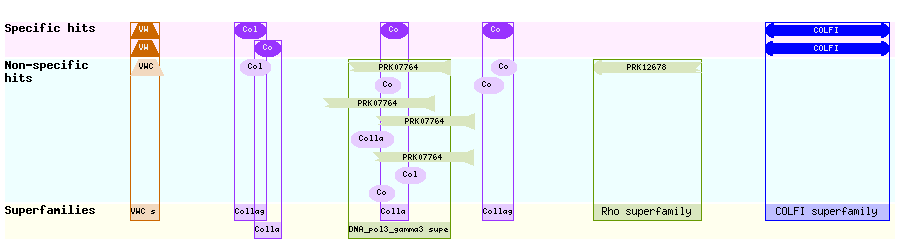 Specific hits
VW
Col
Co
Co
COLFI
VW
Co
COLFI
Non-specific
hits
VWC
Col
PRK07764
Co
PRK12678
Co
Co
PRK07764
PRK07764
Colla
PRK07764
Col
Co
Superfamilies
VWC s
Collag
Colla
Collag
Rho superfamily
COLFI superfamily
Colla
DNA_pol3_gamma3 supe